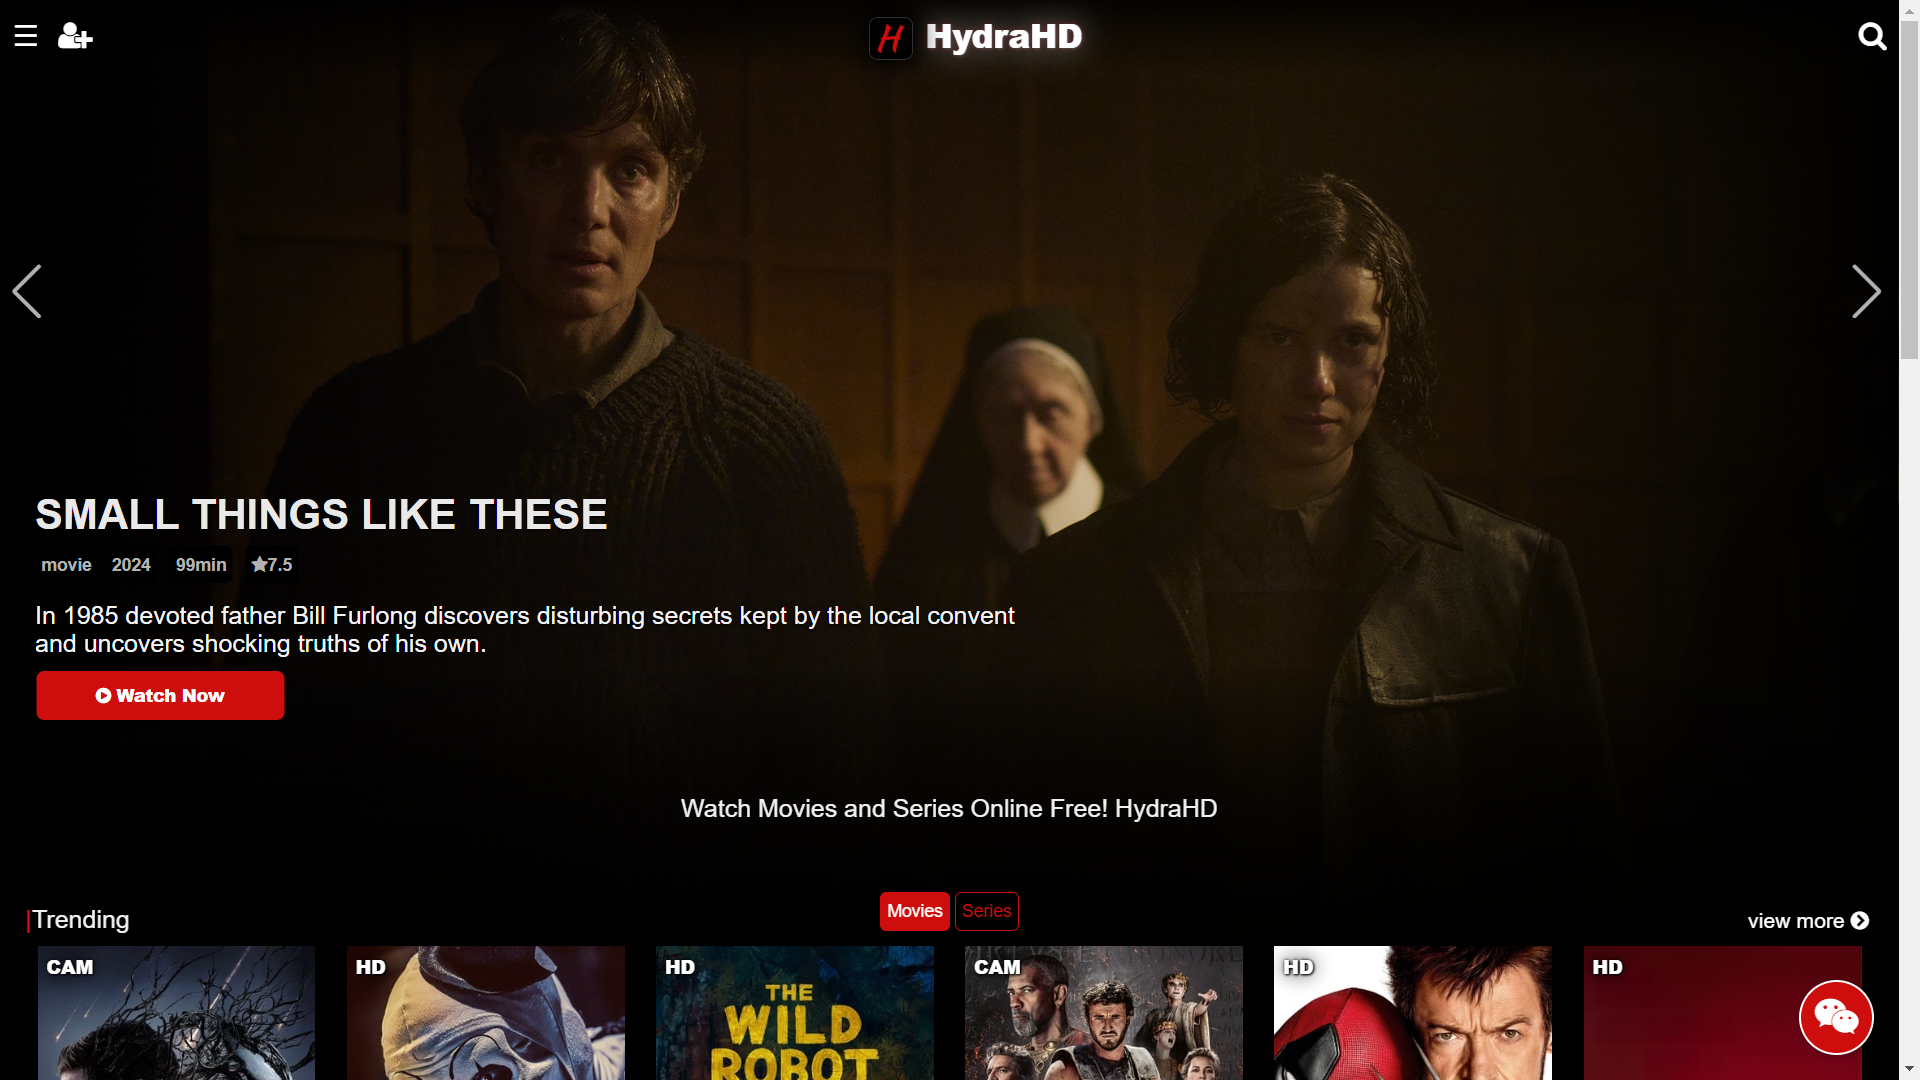 H HydraHD
SMALL THINGS LIKE THESE
movie 2024 99min ★7.5
In 1985 devoted father Bill Furlong discovers disturbing secrets kept by the local convent
and uncovers shocking truths of his own.
Watch Now
Watch Movies and Series Online Free! HydraHD
Trending
Movies Series
view more
CAM
HD
HD
THE
WILD
ROBOT
CAM
HD
HD